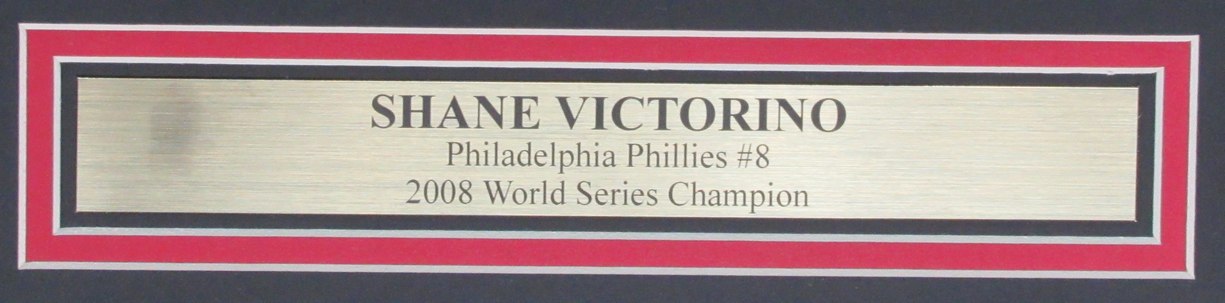 SHANE VICTORINO
Philadelphia Phillies #8
2008 World Series Champion